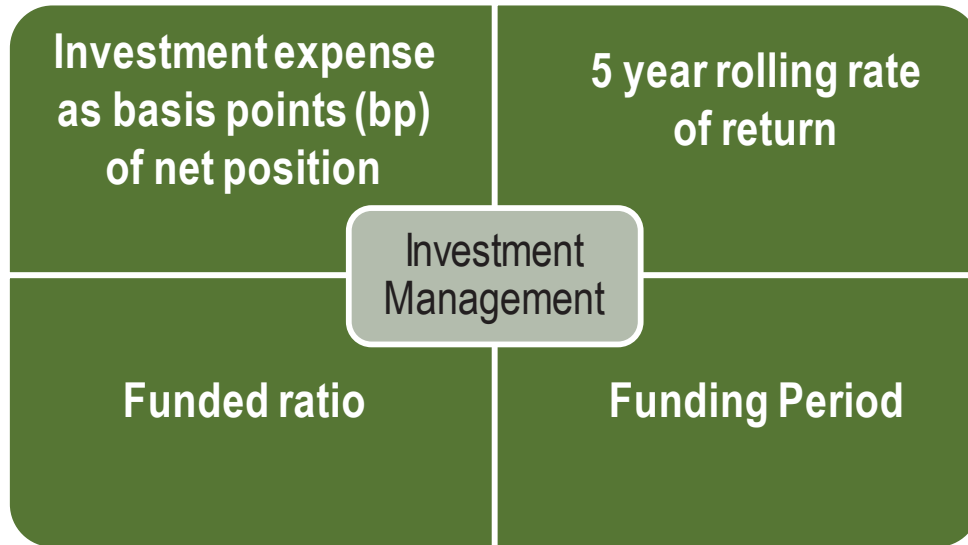 Investment expense
as basis points (bp)
of net position
5 year rolling rate
of return
Investment
Management
Funded ratio
Funding Period